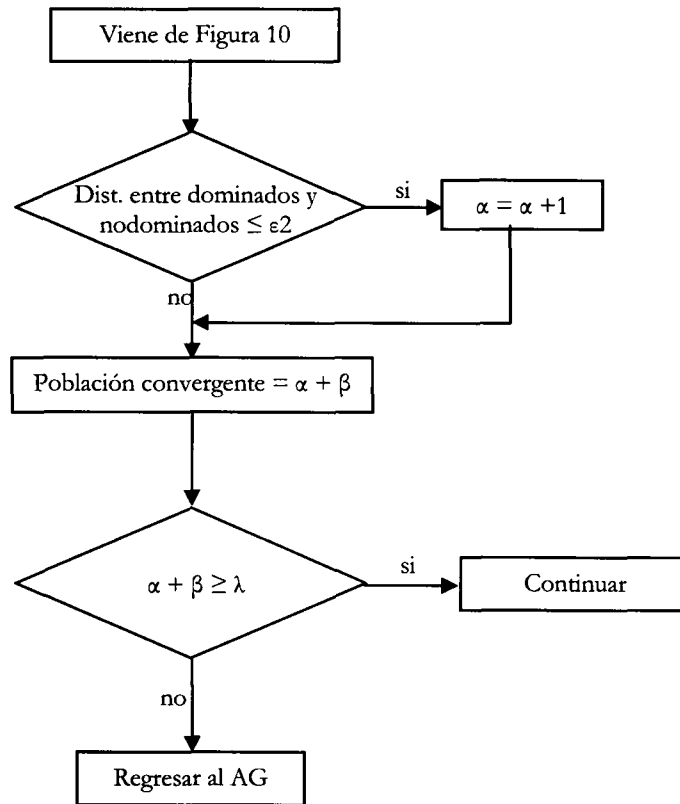 Viene de Figura 10
Dist. entre dominados y
nodominados ≤ ε2
si
α = α +1
no
Población convergente = α + β
α + β ≥ λ
si
Continuar
no
Regresar al AG